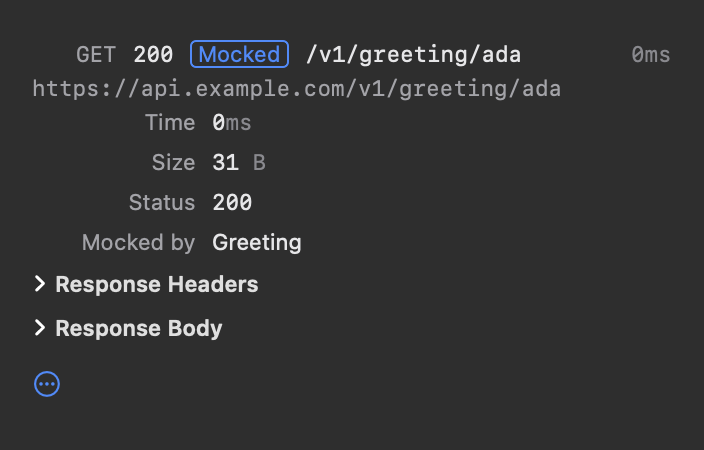 GET 200 Mocked /v1/greeting/ada 0ms
https://api.example.com/v1/greeting/ada
Time 0ms
Size 31 B
Status 200
Mocked by Greeting
Response Headers
Response Body